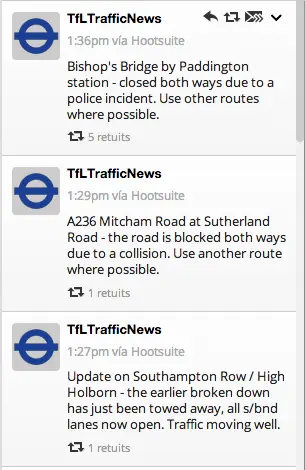 TfLTrafficNews
1:36pm vía Hootsuite
Bishop's Bridge by Paddington
station - closed both ways due to a
police incident. Use other routes
where possible.
5 retuits
TfLTrafficNews
1:29pm vía Hootsuite
A236 Mitcham Road at Sutherland
Road - the road is blocked both ways
due to a collision. Use another route
where possible.
1 retuits
TfLTrafficNews
1:27pm vía Hootsuite
Update on Southampton Row / High
Holborn - the earlier broken down
has just been towed away, all s/bnd
lanes now open. Traffic moving well.
1 retuits